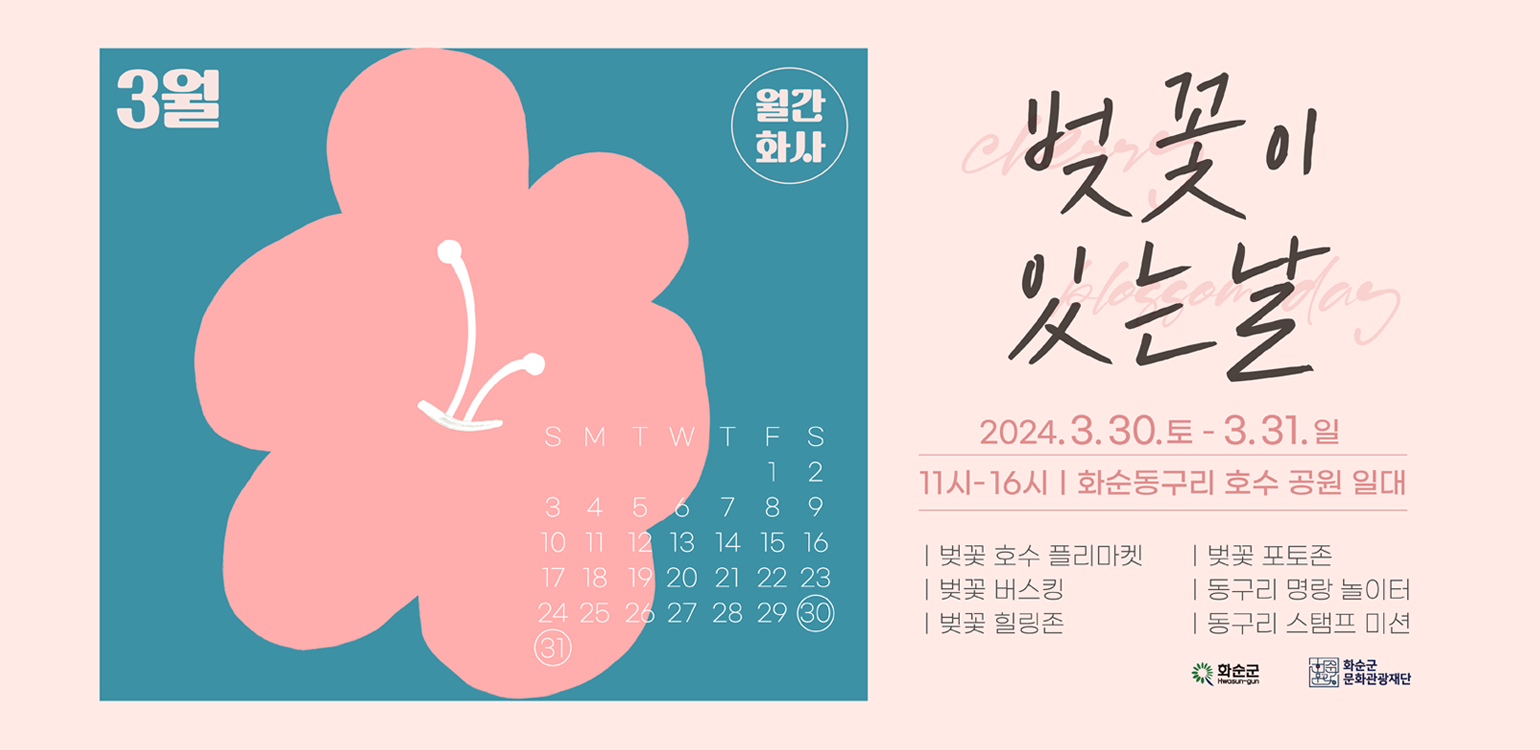 3월
월간
화사
S M T W T F S
1 2
3 4 5 6 7 8 9
10 11 12 13 14 15 16
17 18 19 20 21 22 23
24 25 26 27 28 29 30
31
벚꽃이
cherry
있는날
blossom day
2024. 3. 30. 토 - 3. 31. 일
11시-16시 | 화순동구리 호수 공원 일대
| 벚꽃 호수 플리마켓
| 벚꽃 버스킹
| 벚꽃 힐링존
| 벚꽃 포토존
| 동구리 명랑 놀이터
| 동구리 스탬프 미션
화순군
Hwasun-gun
화순군
문화관광재단